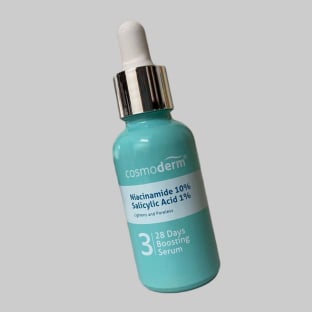 cosmoderm®
Niacinamide 10%
Salicylic Acid 1%
Lightens and Poreless
3
28 Days
Boosting
Serum